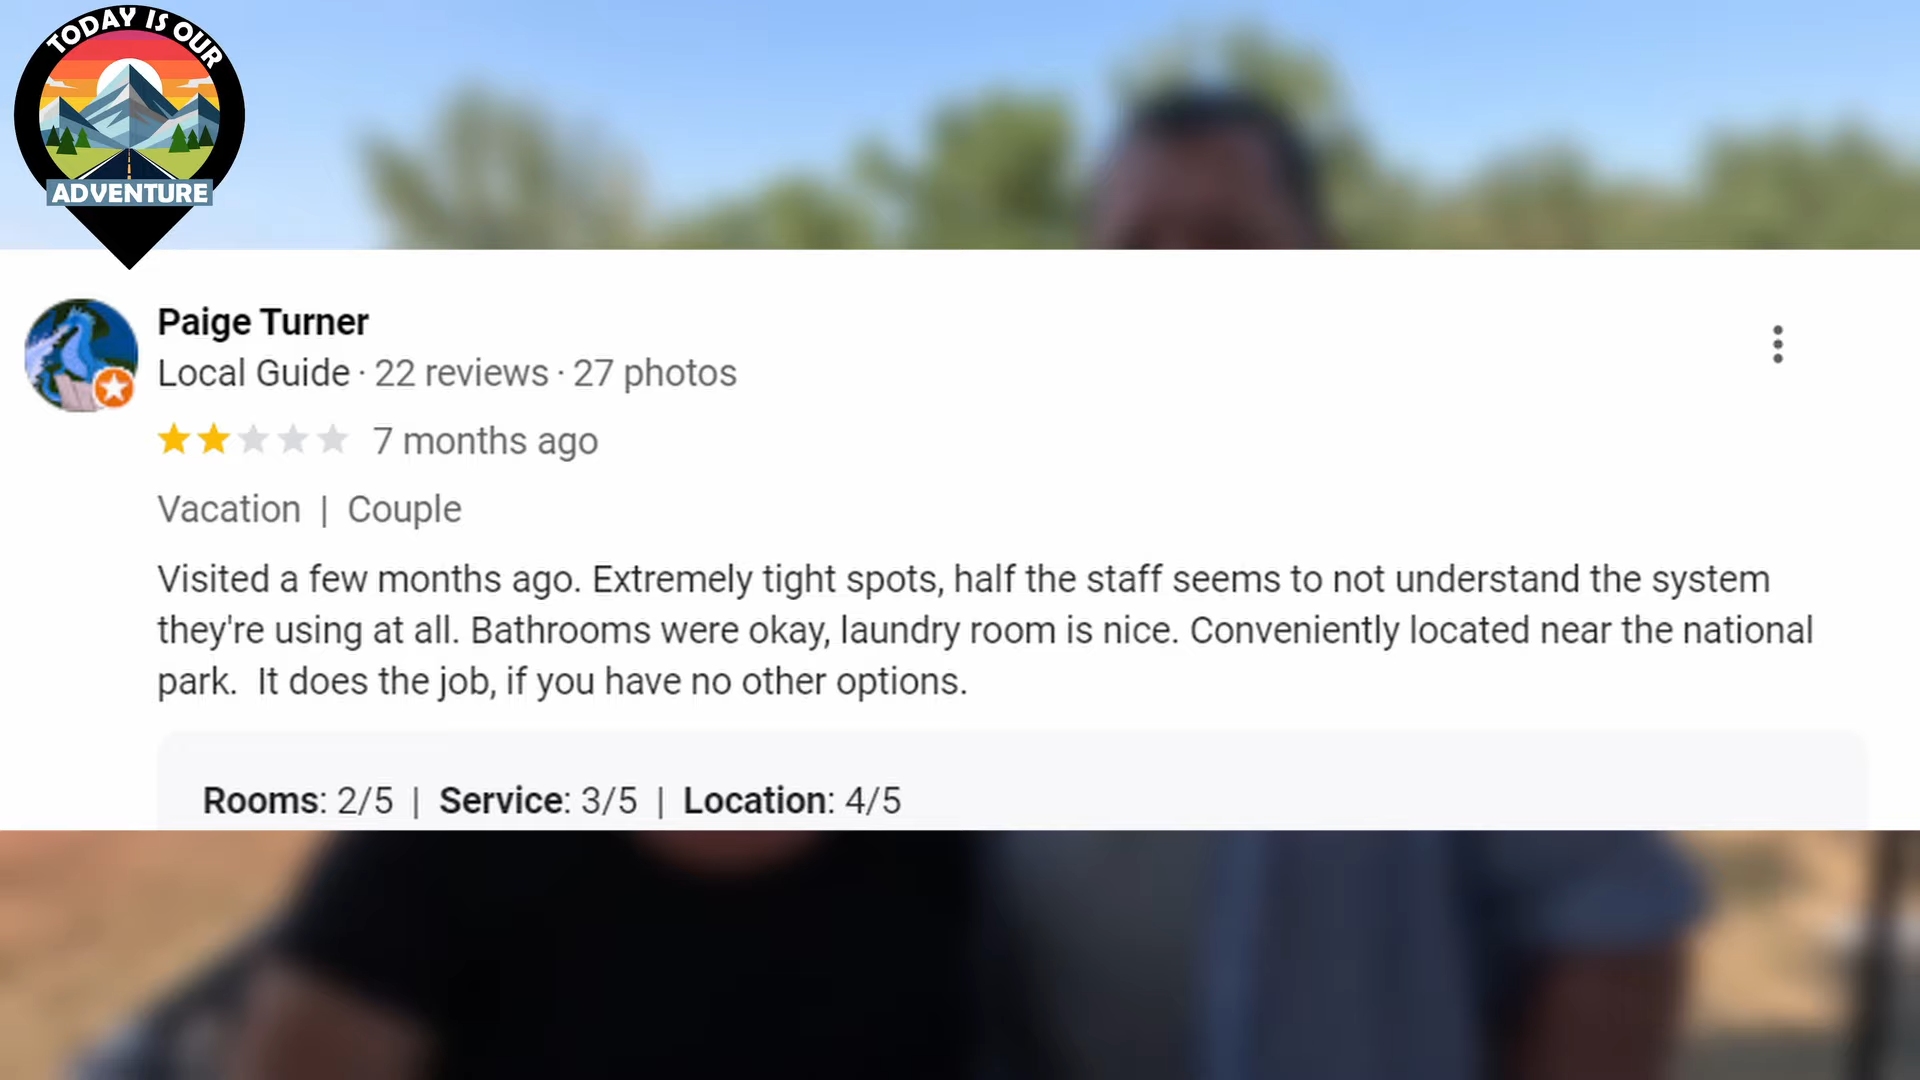 TODAY IS OUR
ADVENTURE
Paige Turner
Local Guide · 22 reviews · 27 photos
7 months ago
Vacation | Couple
Visited a few months ago. Extremely tight spots, half the staff seems to not understand the system
they're using at all. Bathrooms were okay, laundry room is nice. Conveniently located near the national
park.  It does the job, if you have no other options.
Rooms: 2/5 | Service: 3/5 | Location: 4/5